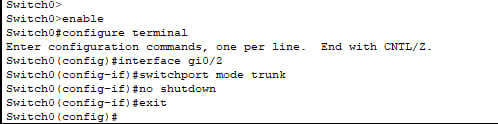 Switch0>
Switch0>enable
Switch0#configure terminal
Enter configuration commands, one per line.  End with CNTL/Z.
Switch0(config)#interface gi0/2
Switch0(config-if)#switchport mode trunk
Switch0(config-if)#no shutdown
Switch0(config-if)#exit
Switch0(config)#